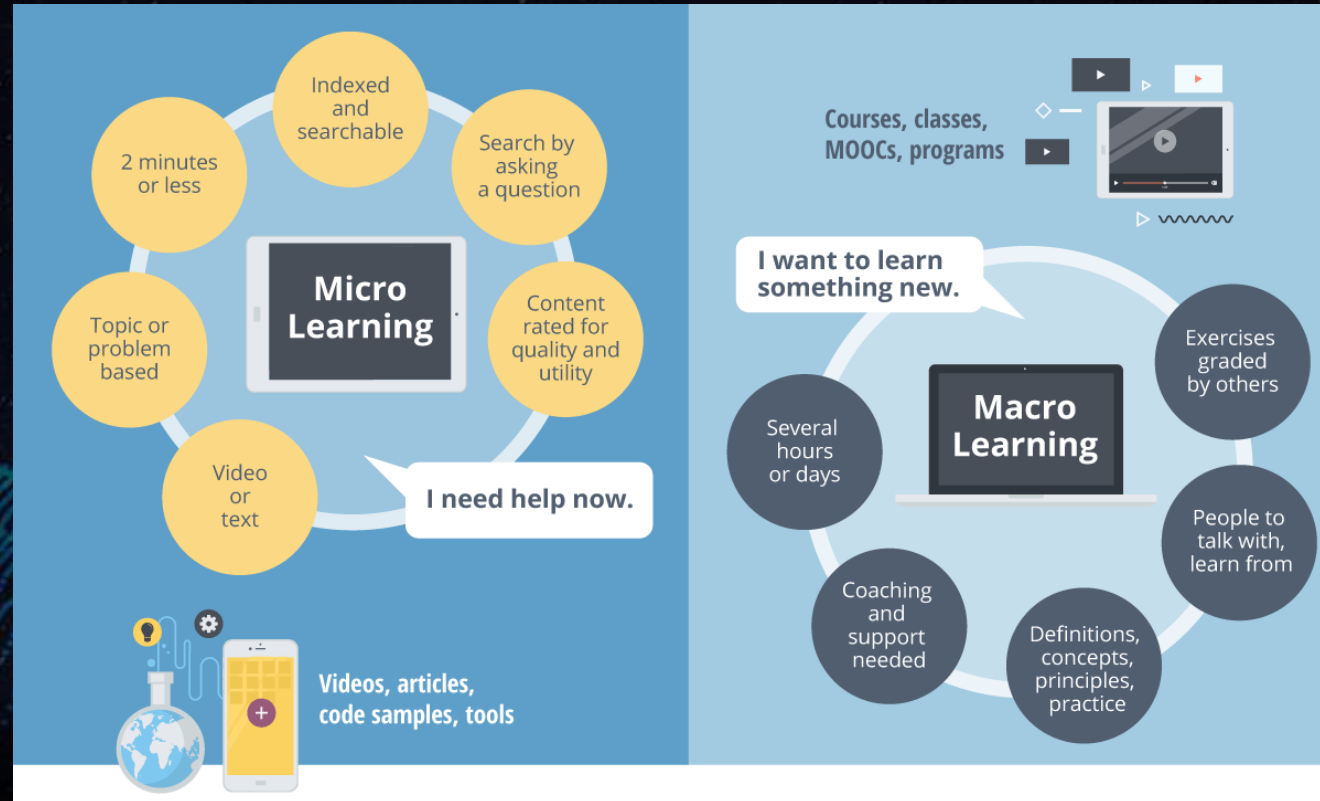 Indexed
and
searchable
Search by
asking
a question
2 minutes
or less
Micro
Learning
Content
rated for
quality and
utility
Topic or
problem
based
Video
or
text
I need help now.
Videos, articles,
code samples, tools
Courses, classes,
MOOCs, programs
I want to learn
something new.
Exercises
graded
by others
Macro
Learning
Several
hours
or days
People to
talk with,
learn from
Coaching
and
support
needed
Definitions,
concepts,
principles,
practice